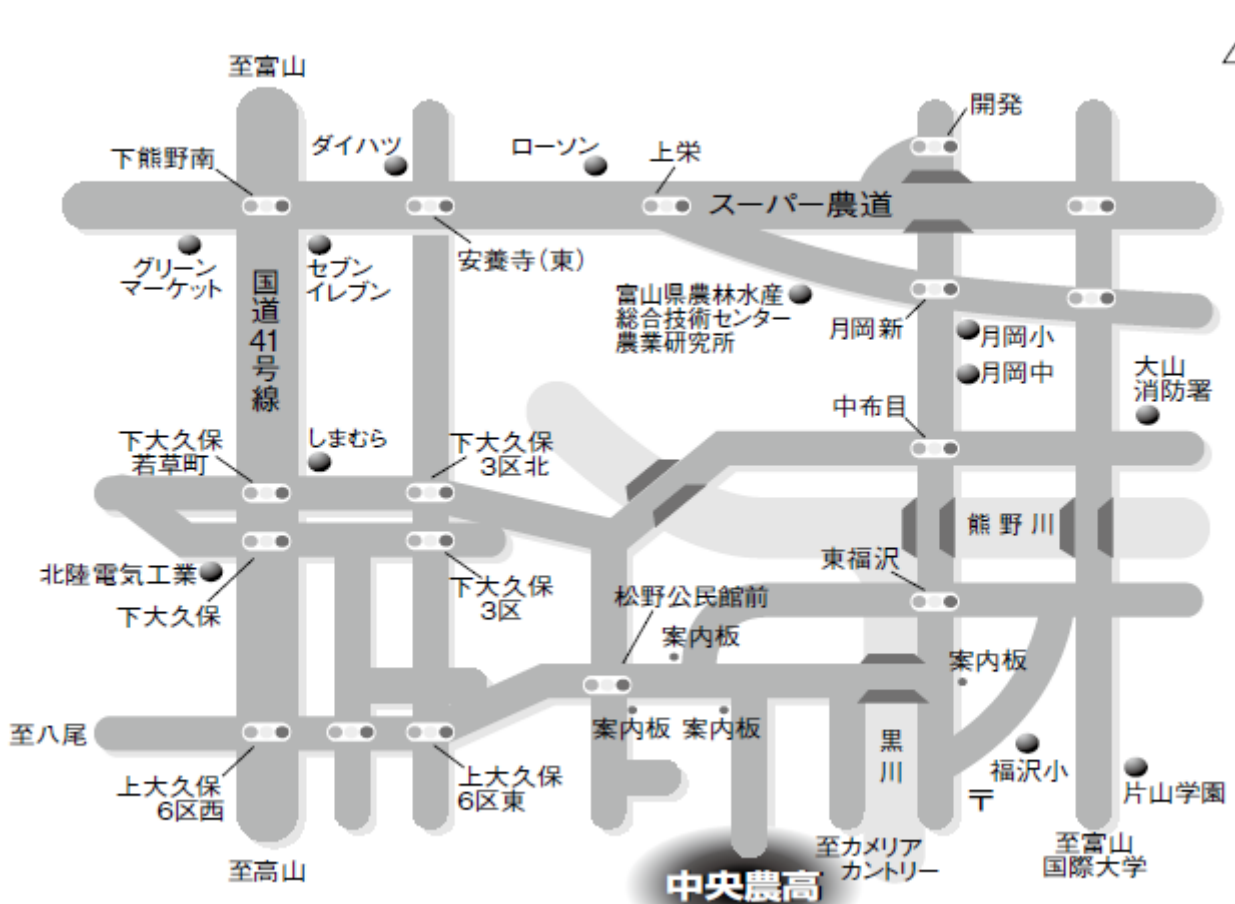 至富山
開発
ダイハツ
ローソン
上栄
下熊野南
スーパー農道
安養寺(東)
グリーン
マーケット
セブン
イレブン
国道41号線
富山県農林水産
総合技術センター
農業研究所
月岡新
月岡小
月岡中
大山
消防署
中布目
しまむら
下大久保
若草町
下大久保
3区北
熊野川
北陸電気工業
下大久保
下大久保
3区
東福沢
松野公民館前
案内板
案内板
至八尾
案内板
案内板
黒川
上大久保
6区西
上大久保
6区東
福沢小
〒
片山学園
至高山
中央農高
至カメリア
カントリー
至富山
国際大学